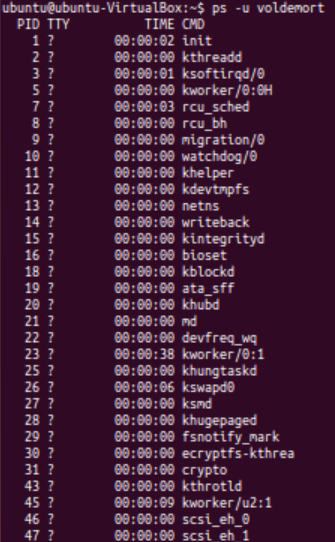 ubuntu@ubuntu-VirtualBox:~$ ps -u voldemort
PID TTY TIME CMD
1 ? 00:00:02 init
2 ? 00:00:00 kthreadd
3 ? 00:00:01 ksoftirqd/0
5 ? 00:00:00 kworker/0:0H
7 ? 00:00:03 rcu_sched
8 ? 00:00:00 rcu_bh
9 ? 00:00:00 migration/0
10 ? 00:00:00 watchdog/0
11 ? 00:00:00 khelper
12 ? 00:00:00 kdevtmpfs
13 ? 00:00:00 netns
14 ? 00:00:00 writeback
15 ? 00:00:00 kintegrityd
16 ? 00:00:00 bioset
18 ? 00:00:00 kblockd
19 ? 00:00:00 ata_sff
20 ? 00:00:00 khubd
21 ? 00:00:00 md
22 ? 00:00:00 devfreq_wq
23 ? 00:00:38 kworker/0:1
25 ? 00:00:00 khungtaskd
26 ? 00:00:06 kswapd0
27 ? 00:00:00 ksmd
28 ? 00:00:00 khugepaged
29 ? 00:00:00 fsnotify_mark
30 ? 00:00:00 ecryptfs-kthrea
31 ? 00:00:00 crypto
43 ? 00:00:00 kthrotld
45 ? 00:00:09 kworker/u2:1
46 ? 00:00:00 scsi_eh_0
47 ? 00:00:00 scsi_eh_1